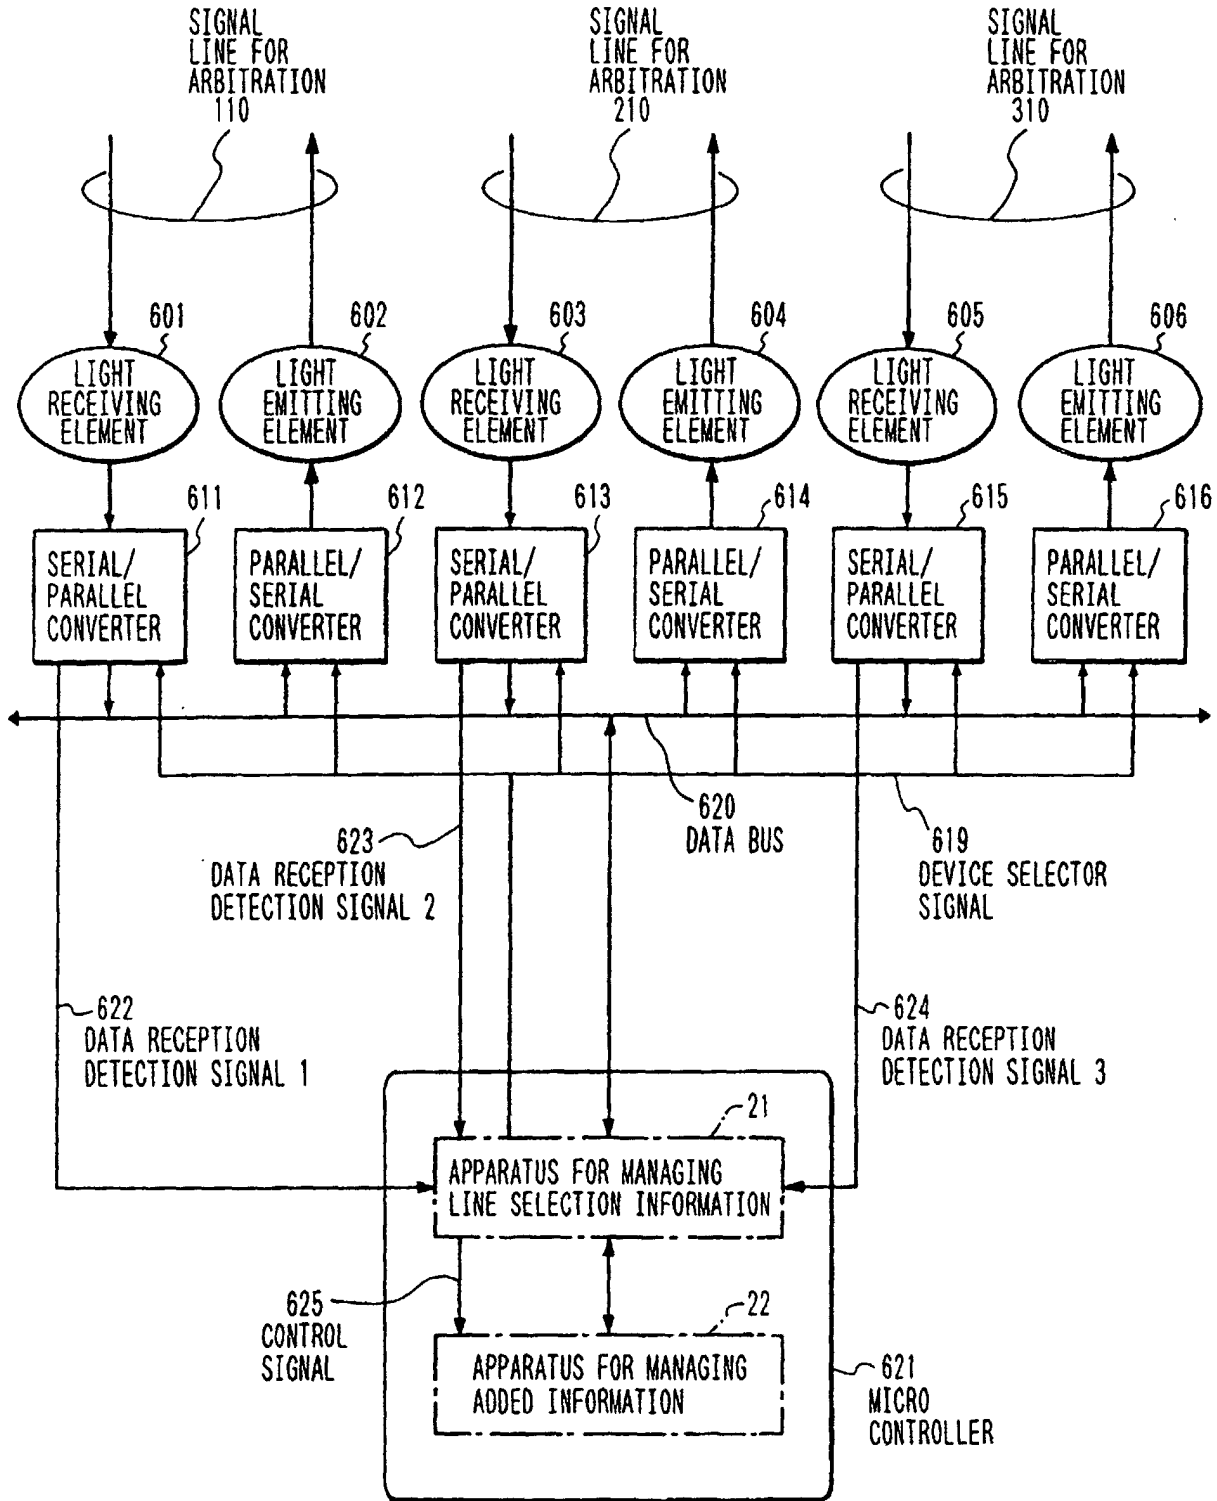 SIGNAL
LINE FOR
ARBITRATION
110
SIGNAL
LINE FOR
ARBITRATION
210
SIGNAL
LINE FOR
ARBITRATION
310
601
602
603
604
605
606
LIGHT
RECEIVING
ELEMENT
LIGHT
EMITTING
ELEMENT
LIGHT
RECEIVING
ELEMENT
LIGHT
EMITTING
ELEMENT
LIGHT
RECEIVING
ELEMENT
LIGHT
EMITTING
ELEMENT
611
612
613
614
615
616
SERIAL/
PARALLEL
CONVERTER
PARALLEL/
SERIAL
CONVERTER
SERIAL/
PARALLEL
CONVERTER
PARALLEL/
SERIAL
CONVERTER
SERIAL/
PARALLEL
CONVERTER
PARALLEL/
SERIAL
CONVERTER
620
DATA BUS
619
DEVICE SELECTOR
SIGNAL
623
DATA RECEPTION
DETECTION SIGNAL 2
622
DATA RECEPTION
DETECTION SIGNAL 1
624
DATA RECEPTION
DETECTION SIGNAL 3
21
APPARATUS FOR MANAGING
LINE SELECTION INFORMATION
625
CONTROL
SIGNAL
22
APPARATUS FOR MANAGING
ADDED INFORMATION
621
MICRO
CONTROLLER